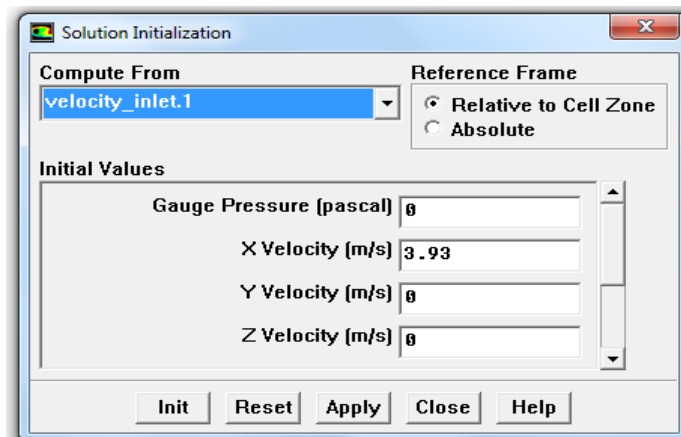 Solution Initialization
Compute From
velocity_inlet.1
Reference Frame
Relative to Cell Zone
Absolute
Initial Values
Gauge Pressure (pascal) 0
X Velocity (m/s) 3.93
Y Velocity (m/s) 0
Z Velocity (m/s) 0
Init Reset Apply Close Help